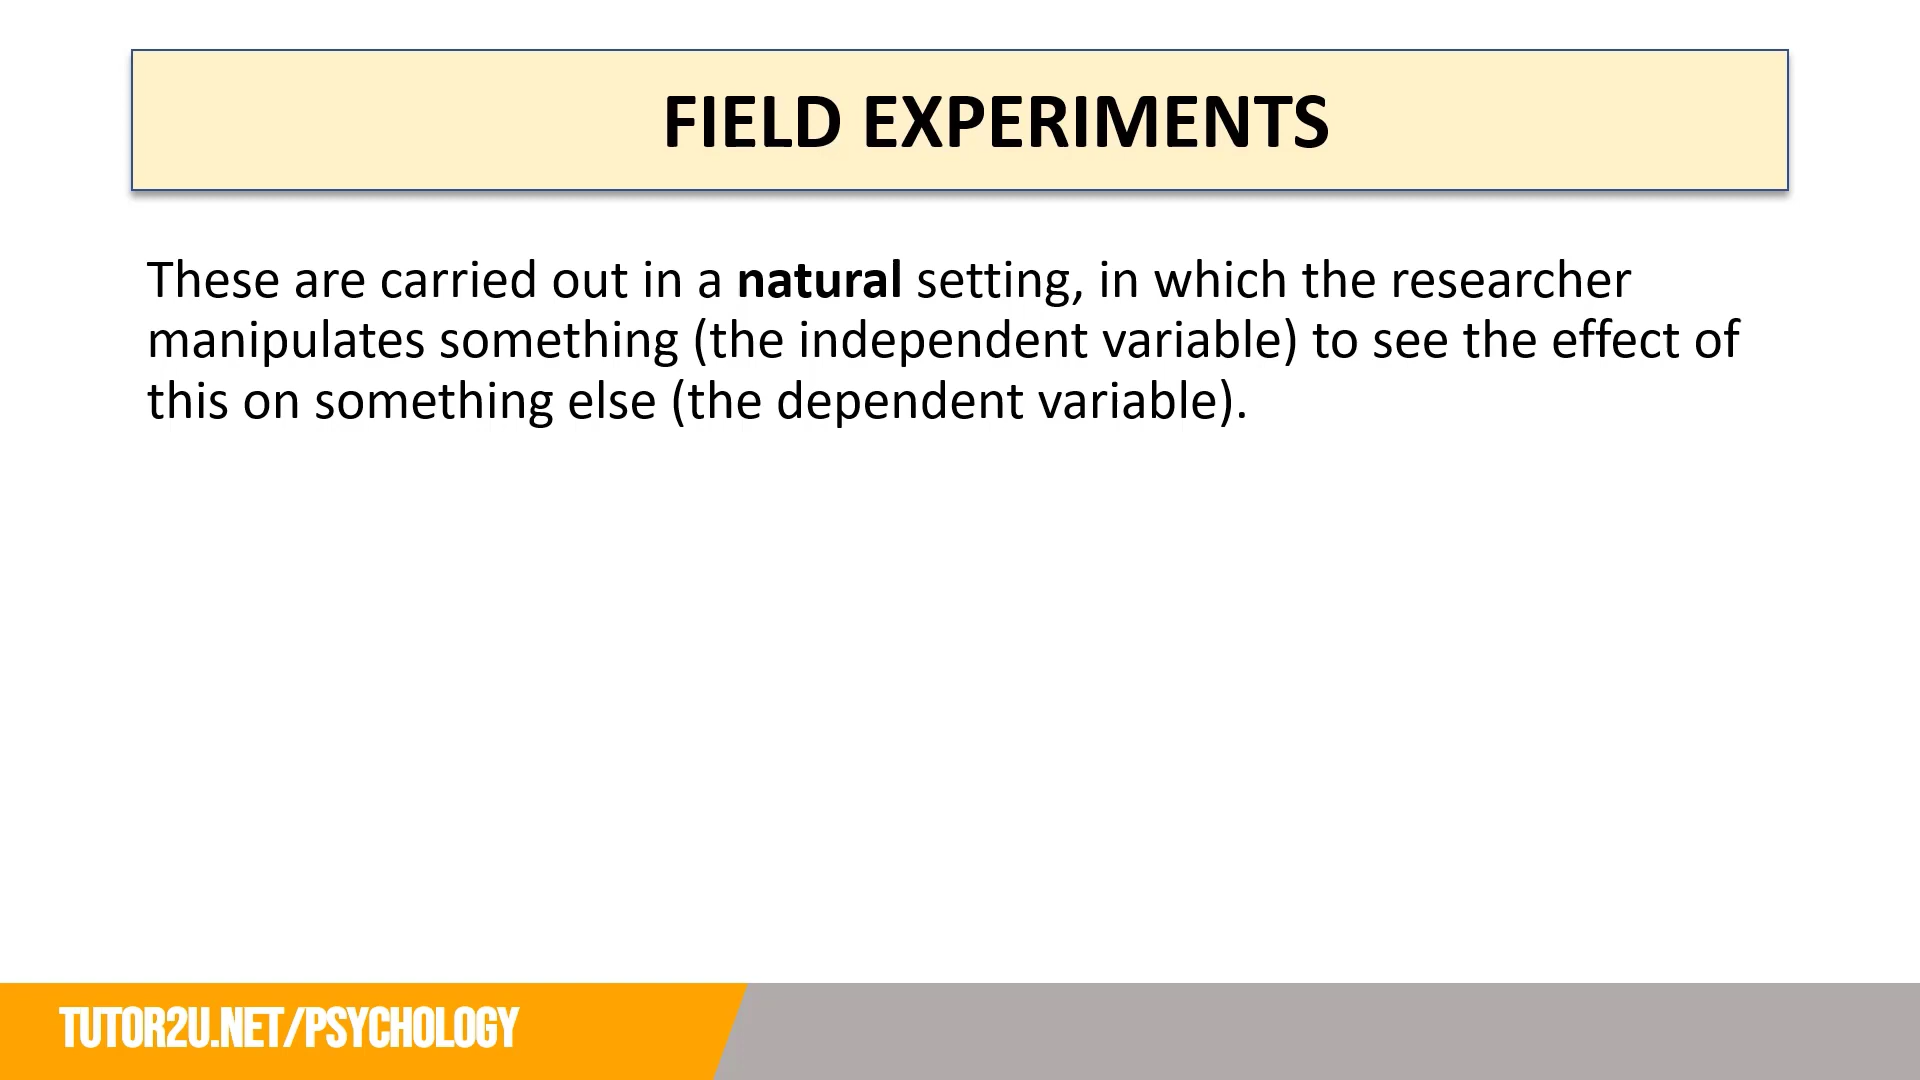 FIELD EXPERIMENTS
These are carried out in a natural setting, in which the researcher
manipulates something (the independent variable) to see the effect of
this on something else (the dependent variable).
TUTOR2U.NET/PSYCHOLOGY